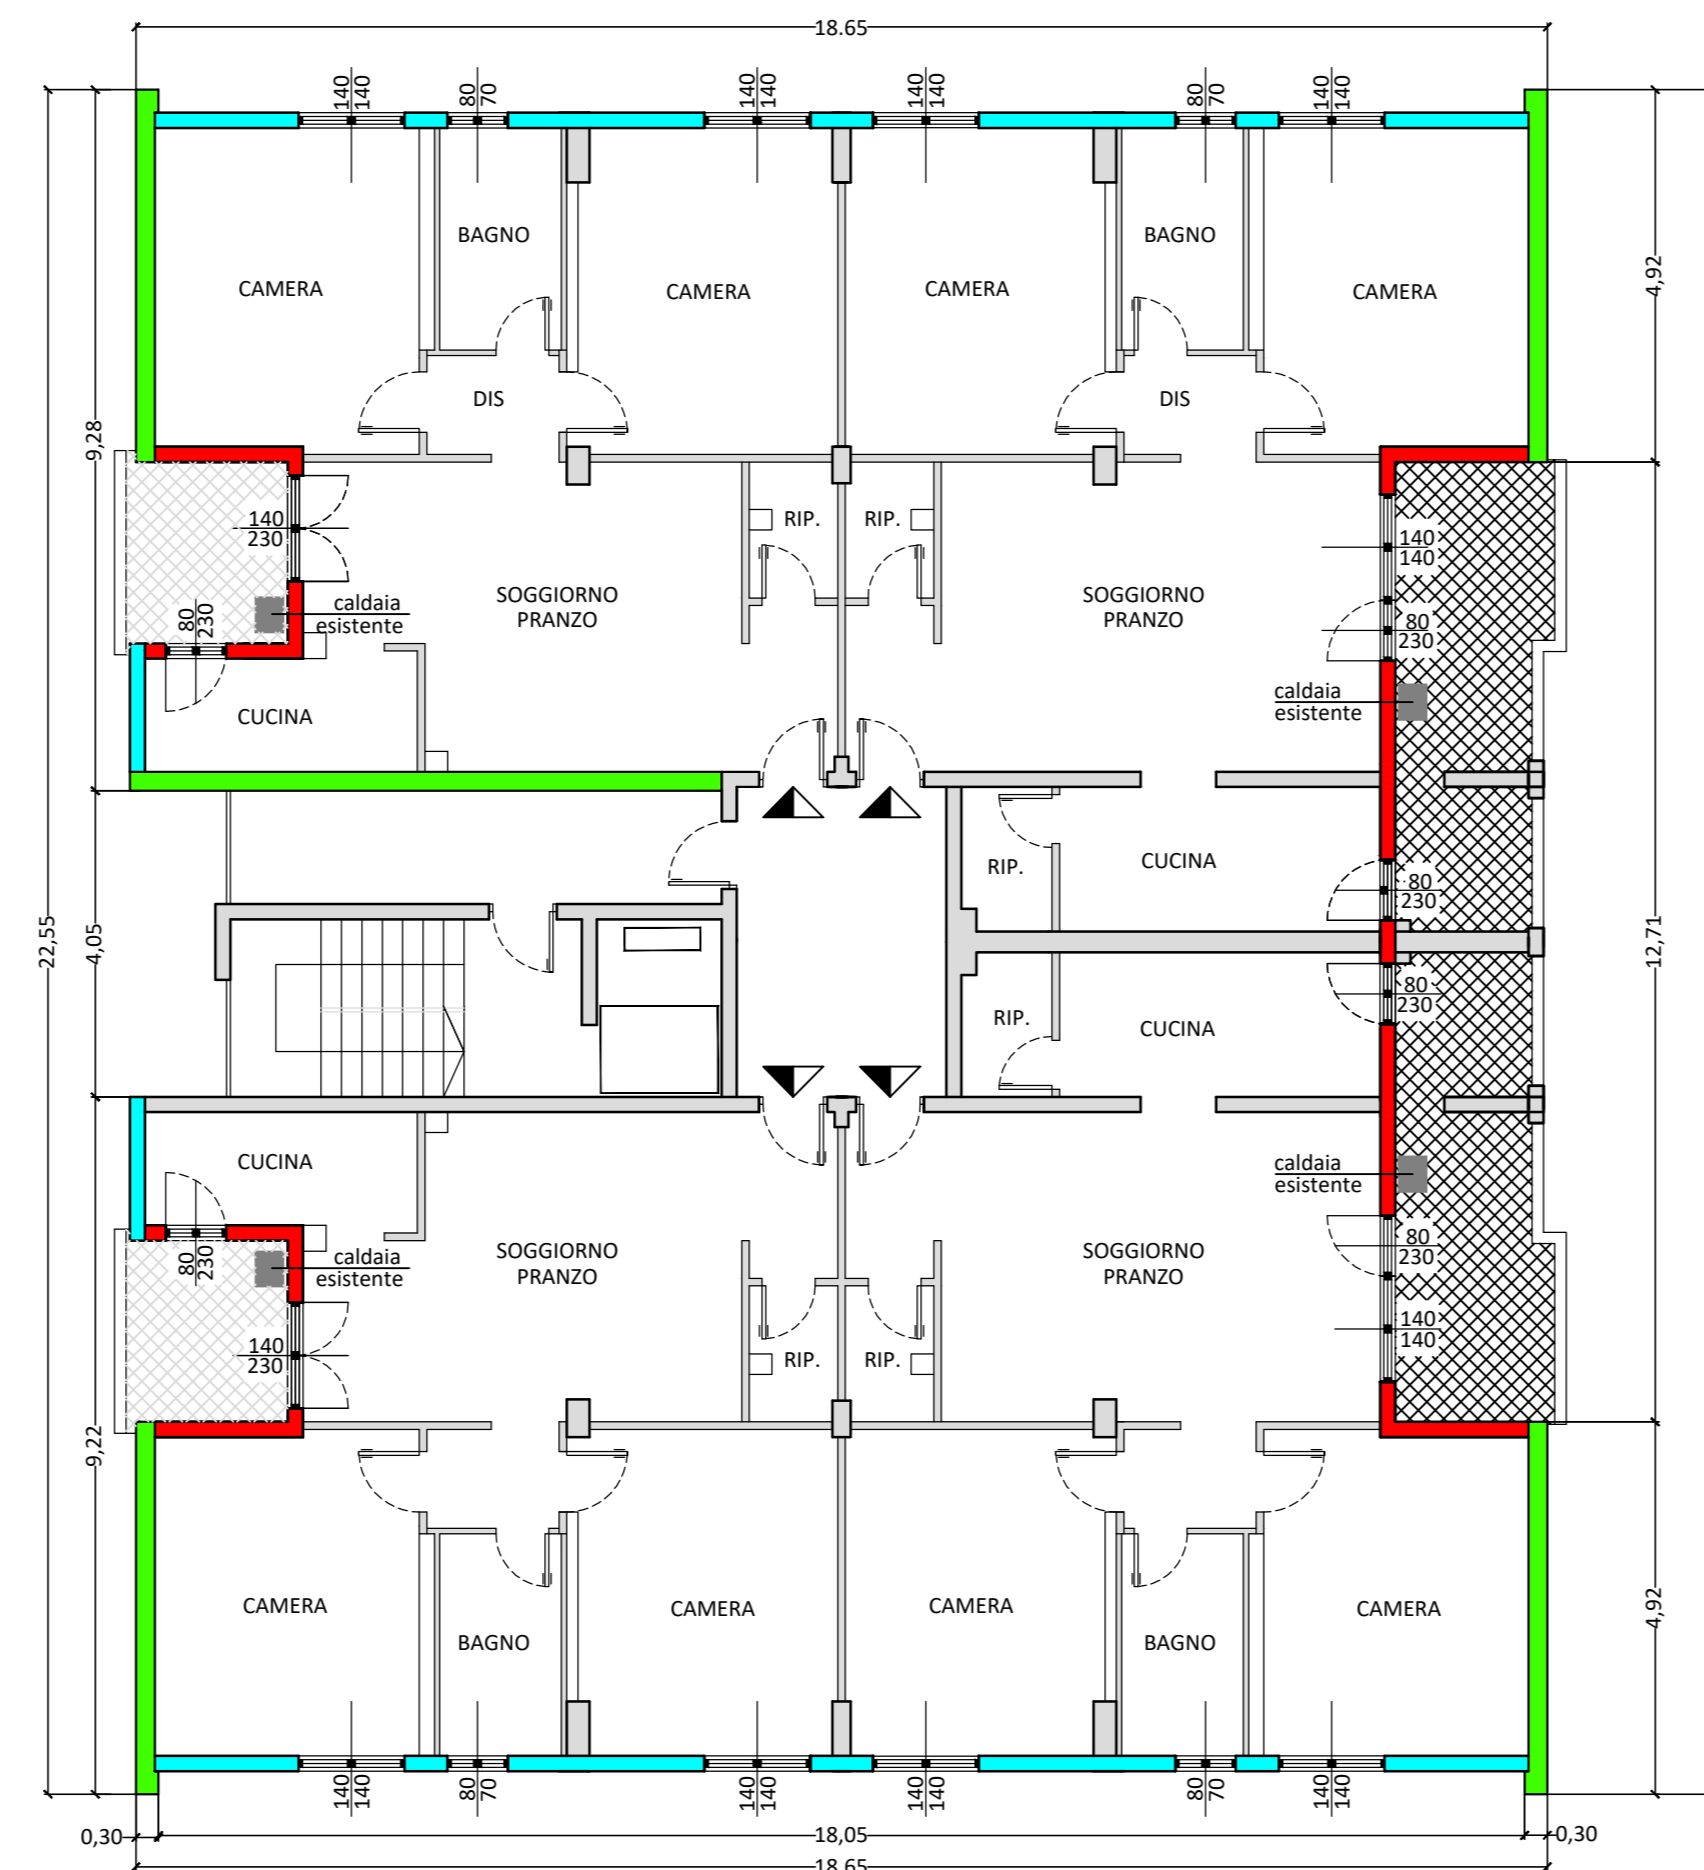 18.65
140
140
80
70
140
140
140
140
80
70
140
140
BAGNO
BAGNO
CAMERA
CAMERA
CAMERA
CAMERA
4,92
DIS
DIS
9,28
140
230
RIP.
RIP.
140
140
80
230
caldaia
esistente
SOGGIORNO
PRANZO
SOGGIORNO
PRANZO
80
230
caldaia
esistente
CUCINA
RIP.
CUCINA
80
230
22,55
4,05
12,71
80
230
RIP.
CUCINA
CUCINA
caldaia
esistente
80
230
caldaia
esistente
SOGGIORNO
PRANZO
SOGGIORNO
PRANZO
80
230
140
230
RIP.
RIP.
140
140
9,22
CAMERA
CAMERA
CAMERA
CAMERA
4,92
BAGNO
BAGNO
140
140
80
70
140
140
140
140
80
70
140
140
0,30
18,05
0,30
18.65